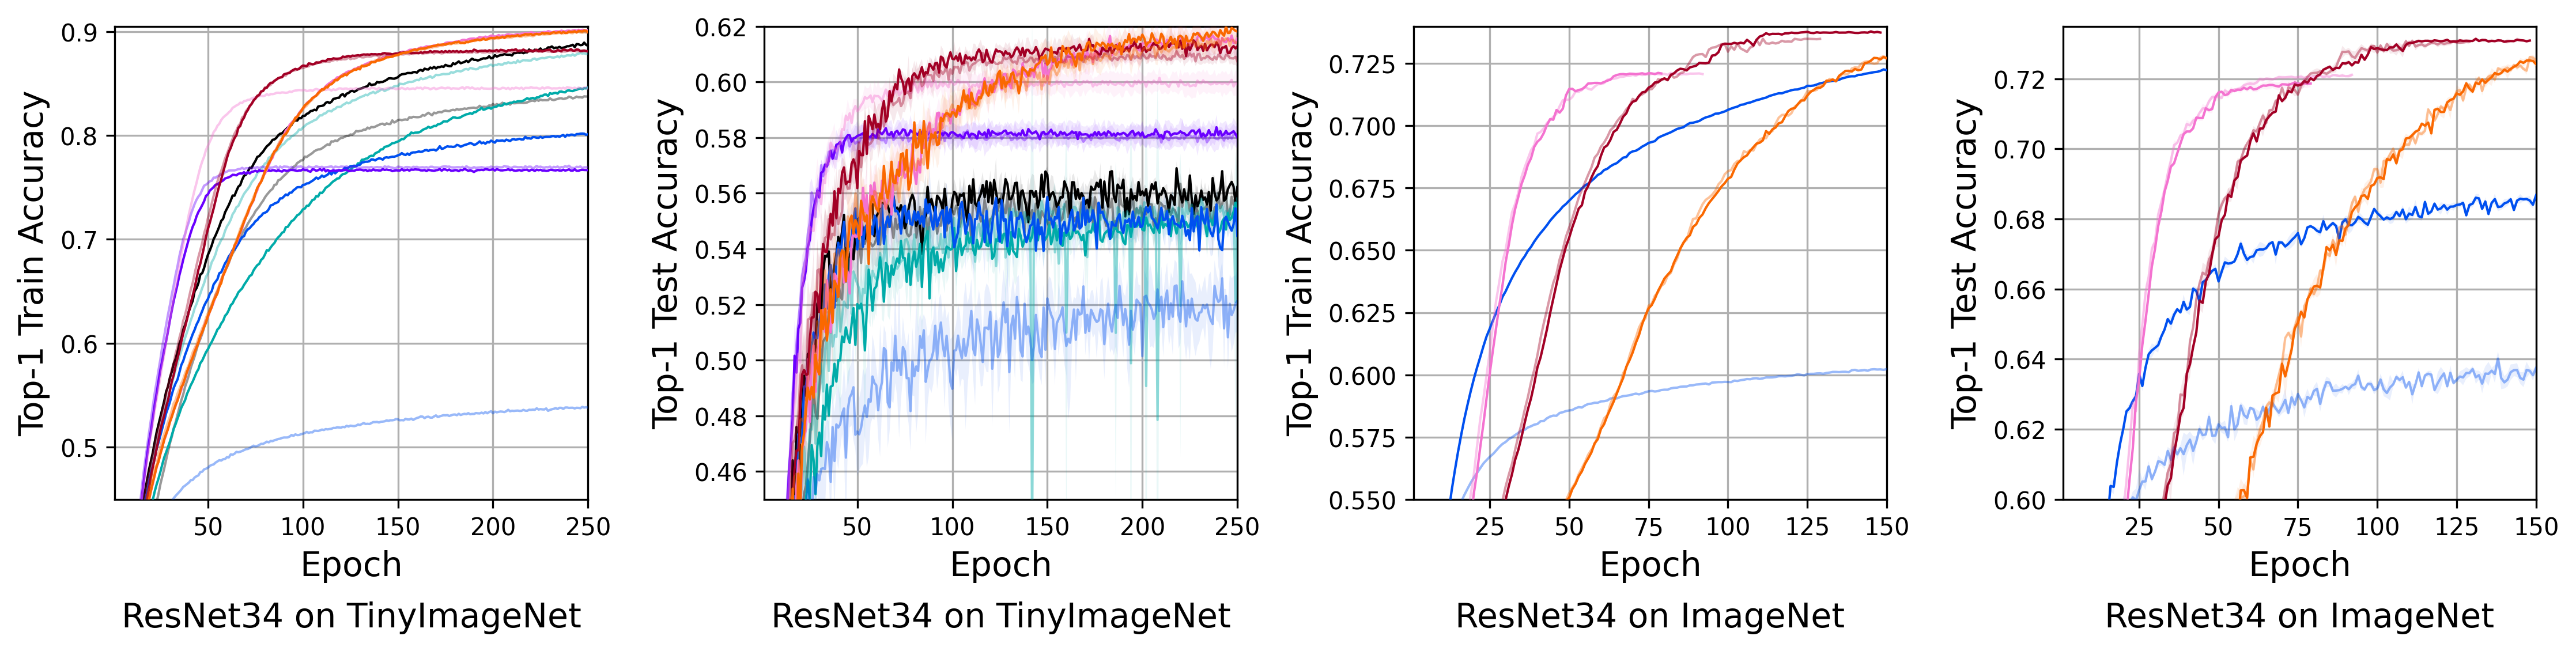 Top-1 Train Accuracy
0.9
0.8
0.7
0.6
0.5
50 100 150 200 250
Epoch
ResNet34 on TinyImageNet
Top-1 Test Accuracy
0.62
0.60
0.58
0.56
0.54
0.52
0.50
0.48
0.46
50 100 150 200 250
Epoch
ResNet34 on TinyImageNet
Top-1 Train Accuracy
0.725
0.700
0.675
0.650
0.625
0.600
0.575
0.550
25 50 75 100 125 150
Epoch
ResNet34 on ImageNet
Top-1 Test Accuracy
0.72
0.70
0.68
0.66
0.64
0.62
0.60
25 50 75 100 125 150
Epoch
ResNet34 on ImageNet